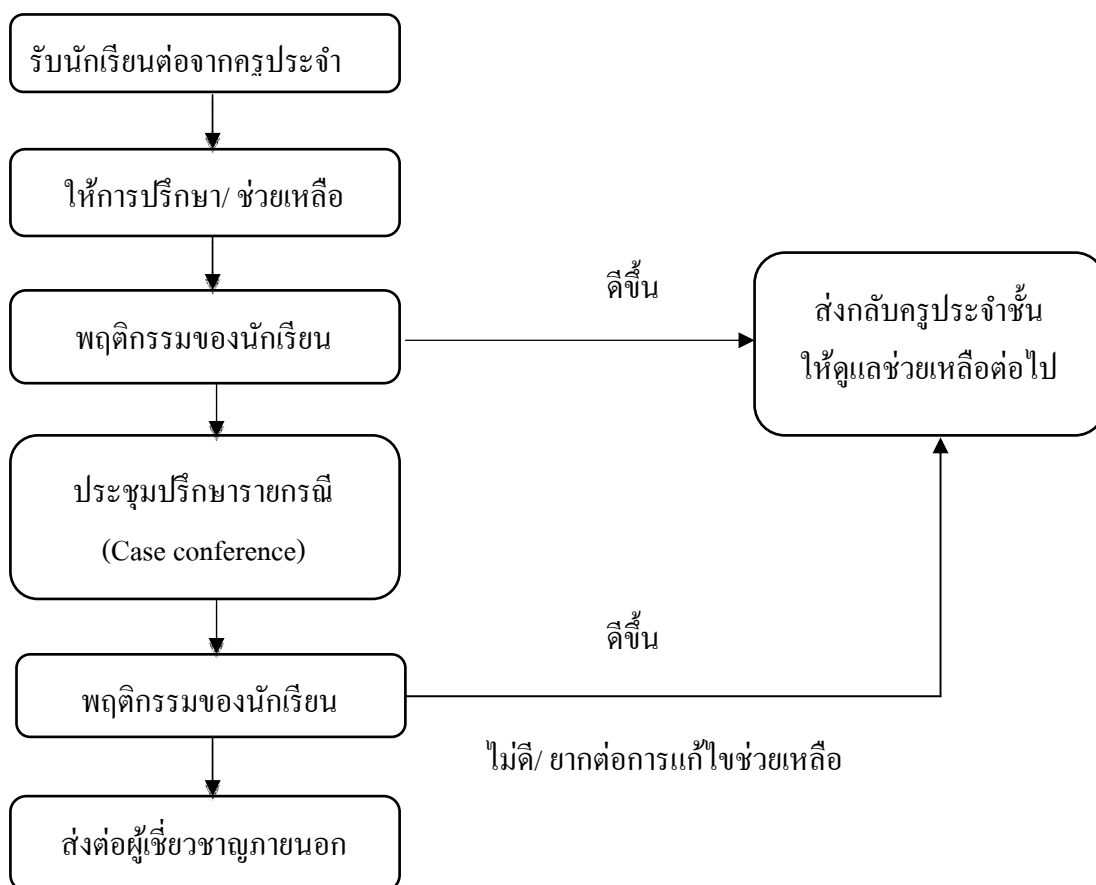 รับนักเรียนต่อจากครูประจำ
ให้การปรึกษา/ ช่วยเหลือ
ดีขึ้น
พฤติกรรมของนักเรียน
ส่งกลับครูประจำชั้น
ให้ดูแลช่วยเหลือต่อไป
ประชุมปรึกษารายกรณี
(Case conference)
ดีขึ้น
พฤติกรรมของนักเรียน
ไม่ดี/ ยากต่อการแก้ไขช่วยเหลือ
ส่งต่อผู้เชี่ยวชาญภายนอก